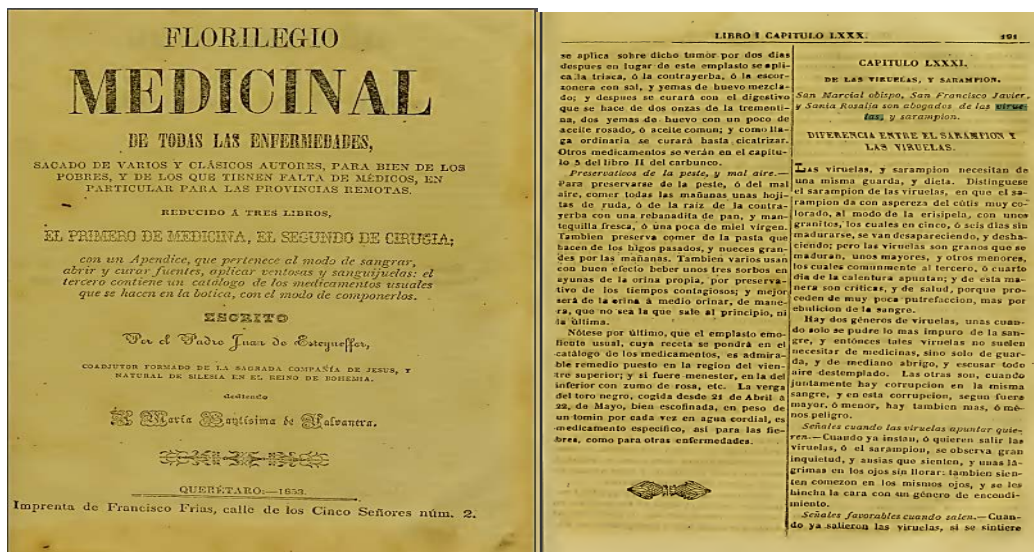 FLORILEGIO
MEDICINAL
DE TODAS LAS ENFERMEDADES,
SACADO DE VARIOS Y CLÁSICOS AUTORES, PARA BIEN DE LOS
POBRES, Y DE LOS QUE TIENEN FALTA DE MÉDICOS, EN
PARTICULAR PARA LAS PROVINCIAS REMOTAS.
REDUCIDO Á TRES LIBROS,
EL PRIMERO DE MEDICINA, EL SEGUNDO DE CIRUGIA;
con un Apendice, que pertenece al modo de sangrar,
abrir y curar fuentes, aplicar ventosas y sanguijuelas: el
tercero contiene un catálogo de los medicamentos usuales
que se hacen en la botica, con el modo de componerlos.
ESCRITO
Por el Padre Juan de Esteyneffer,
COADJUTOR FORMADO DE LA SAGRADA COMPAÑÍA DE JESUS, Y
NATURAL DE SILESIA EN EL REINO DE BOHEMIA.
dedicado
A María Santísima de Valvanera.
QUERÉTARO:—1853.
Imprenta de Francisco Frias, calle de los Cinco Señores núm. 2.
LIBRO I CAPITULO LXXX. 191
se aplica sobre dicho tumor por dos dias
despues en lugar de este emplasto se apli-
ca la triaca, ó la contrayerba, ó la escor-
zonera con sal, y yemas de huevo mezcla-
do; y despues se curará con el digestivo
que se hace de dos onzas de la trementi-
na, dos yemas de huevo con un poco de
aceite rosado, ó aceite comun; y como lla-
ga ordinaria se curará hasta cicatrizar.
Otros medicamentos se verán en el capítu-
lo 5 del libro II del carbunco.
Preservativos de la peste, y mal aire.—
Para preservarse de la peste, ó del mal
aire, comer todas las mañanas unas hoji-
tas de ruda, ó de la raiz de la contra-
yerba con una rebanadita de pan, y man-
tequilla fresca, ó una poca de miel vírgen.
Tambien preserva comer de la pasta que
hacen de los higos pasados, y nueces gran-
des por las mañanas. Tambien varios usan
con buen efecto beber unos tres sorbos en
ayunas de la orina propia, por preserva-
tivo de los tiempos contagiosos; y mejor
será de la orina á medio orinar, de mane-
ra, que no sea la que sale al principio, ni
la última.
Nótese por último, que el emplasto emo-
liente usual, cuya receta se pondrá en el
catálogo de los medicamentos, es admira-
ble remedio puesto en la region del vien-
tre superior; y si fuere menester, en la del
inferior con zumo de rosa, etc. La verga
del toro negro, cogida desde 21 de Abril á
22, de Mayo, bien escofinada, en peso de
un tomin por cada vez en agua cordial, es
medicamento específico, asi para las fie-
bres, como para otras enfermedades.
CAPITULO LXXXI.
DE LAS VIRUELAS, Y SARAMPION.
San Marcial obispo, San Francisco Javier,
y Santa Rosalía son abogados de las virue-
las, y sarampion.
DIFERENCIA ENTRE EL SARAMPION Y
LAS VIRUELAS.
LAS viruelas, y sarampion necesitan de
una misma guarda, y dieta. Distínguese
el sarampion de las viruelas, en que el sa-
rampion da con aspereza del cútis muy co-
lorado, al modo de la erisipela, con unos
granitos, los cuales en cinco, ó seis dias sin
madurarse, se van desapareciendo, y desha-
ciendo; pero las viruelas son granos que se
maduran, unos mayores, y otros menores,
los cuales comunmente al tercero, ó cuarto
dia de la calentura apuntan; y de esta ma-
nera son críticas, y de salud, porque pro-
ceden de muy poca putrefaccion, mas por
ebulicion de la sangre.
Hay dos géneros de viruelas, unas cuan-
do solo se pudre lo mas impuro de la san-
gre, y entónces tales viruelas no suelen
necesitar de medicinas, sino solo de guar-
da, y de mediano abrigo, y escusar todo
aire destemplado. Las otras son, cuando
juntamente hay corrupcion en la misma
sangre, y en esta corrupcion, segun fuere
mayor, ó menor, hay tambien mas, ó mé-
nos peligro.
Señales cuando las viruelas apuntar quie-
ren.—Cuando ya instan, ó quieren salir las
viruelas, ó el sarampion, se observa gran
inquietud, y ansias que sienten, y unas lá-
grimas en los ojos sin llorar: tambien sien-
ten comezon en los mismos ojos, y se les
hincha la cara con un género de encendi-
miento.
Señales favorables cuando salen.—Cuan-
do ya salieron las viruelas, si se sintiere